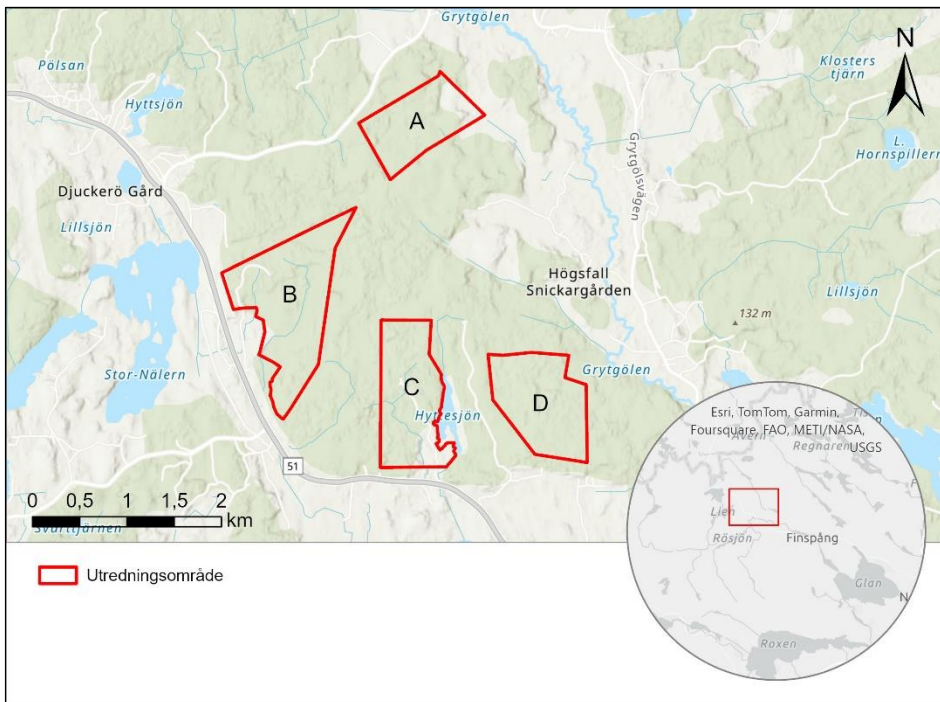 Grytgölen
N
Pölsan
Klosters
tjärn
Hyttsjön
A
Grytgölsvägen
L.
Hornspillern
Djuckerö Gård
Lillsjön
Högsfall
Snickargården
B
Lillsjön
132 m
Stor-Nälern
C
Grytgölen
D
Hyttesjön
51
0 0,5 1 1,5 2
km
Svarttjärnen
Esri, TomTom, Garmin,
Foursquare, FAO, METI/NASA,
USGS
Avern
Regnaren
Lien
Rösjön
Finspång
Glan
N
Roxen
Utredningsområde